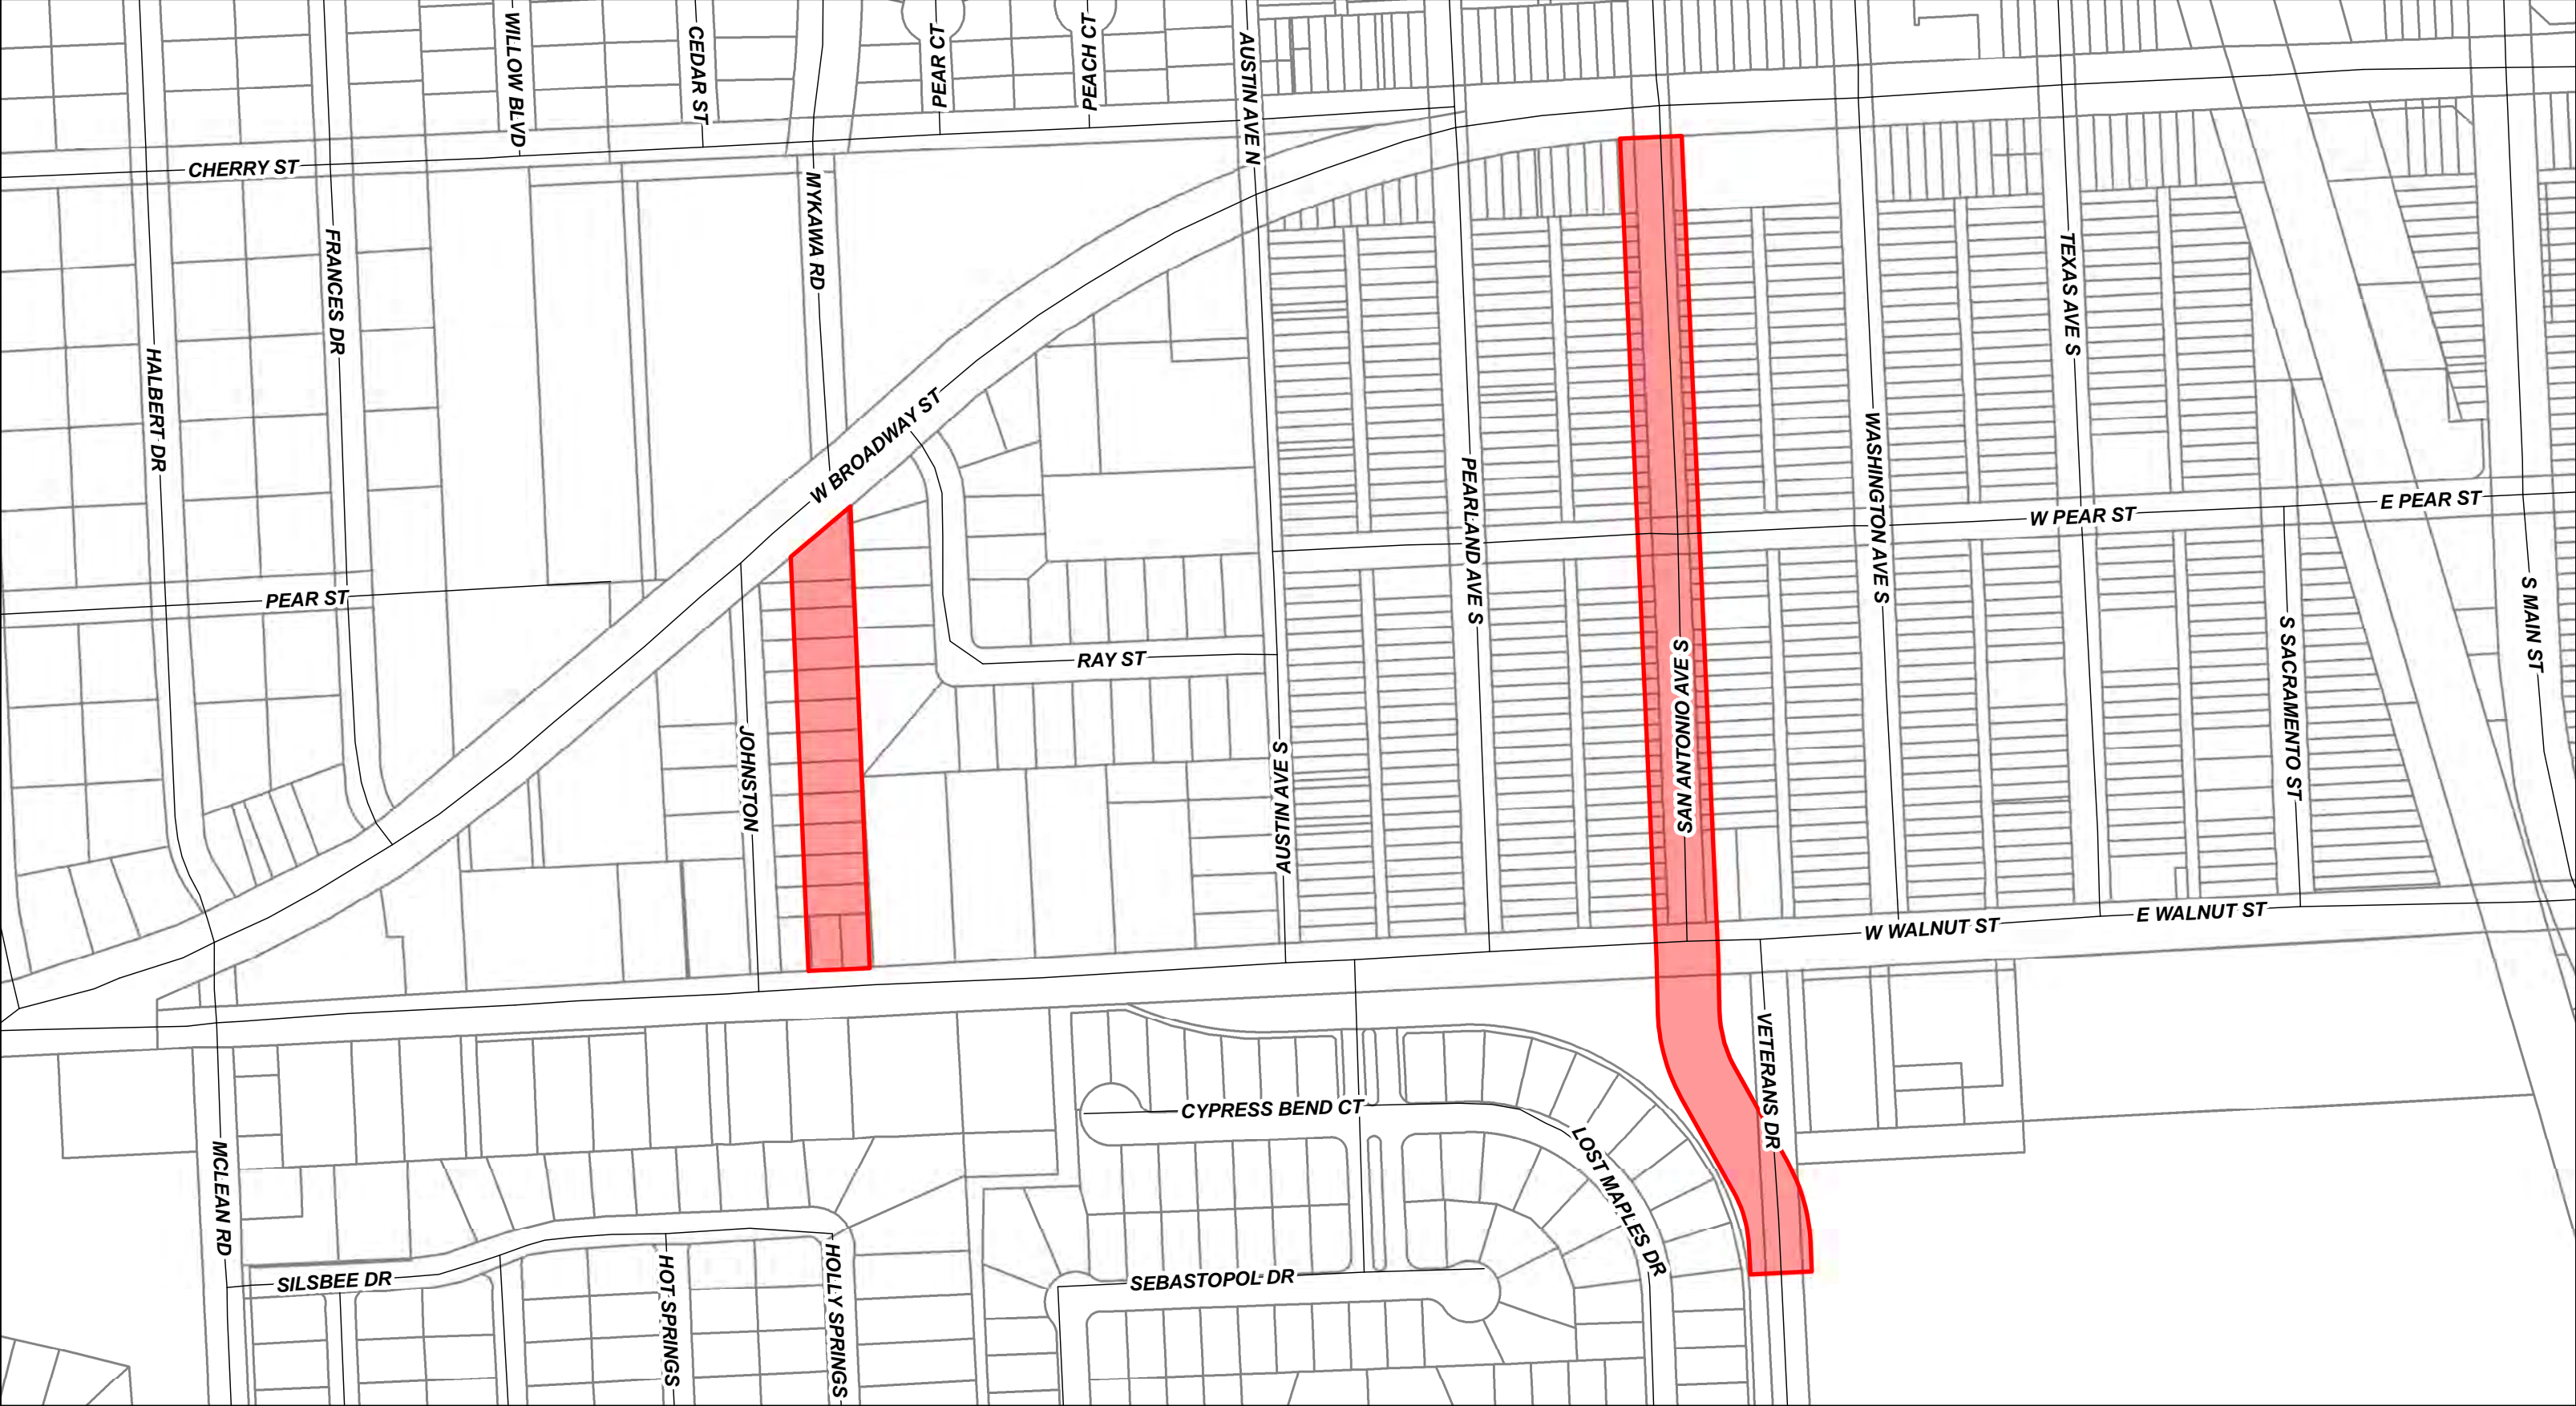 WILLOW BLVD
CEDAR ST
PEAR CT
PEACH CT
AUSTIN AVE N
CHERRY ST
MYKAWA RD
FRANCES DR
HALBERT DR
TEXAS AVE S
W BROADWAY ST
WASHINGTON AVE S
PEARLAND AVE S
E PEAR ST
W PEAR ST
PEAR ST
S MAIN ST
S SACRAMENTO ST
SAN ANTONIO AVE S
RAY ST
JOHNSTON
AUSTIN AVE S
E WALNUT ST
W WALNUT ST
VETERANS DR
CYPRESS BEND CT
LOST MAPLES DR
MCLEAN RD
SILSBEE DR
HOT SPRINGS
HOLLY SPRINGS
SEBASTOPOL DR